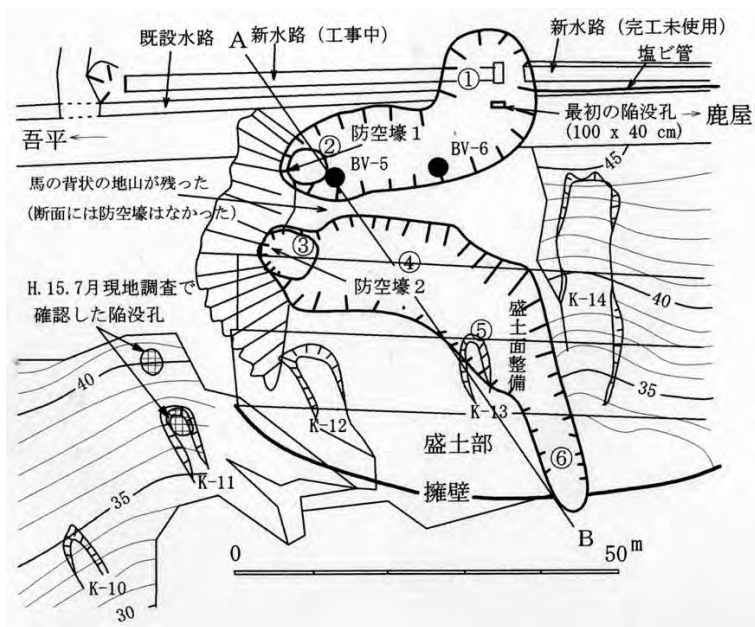 既設水路
A
新水路（工事中）
新水路（完工未使用）
塩ビ管
①
最初の陥没孔
(100 x 40 cm)
→鹿屋
吾平←
②
防空壕１
BV-5
BV-6
45
馬の背状の地山が残った
(断面には防空壕はなかった)
③
④
防空壕２
K-14
40
H.15.7月現地調査で
確認した陥没孔
盛土面整備
⑤
35
40
K-12
K-13
盛土部
⑥
K-11
擁壁
35
B
0
50 m
K-10
30